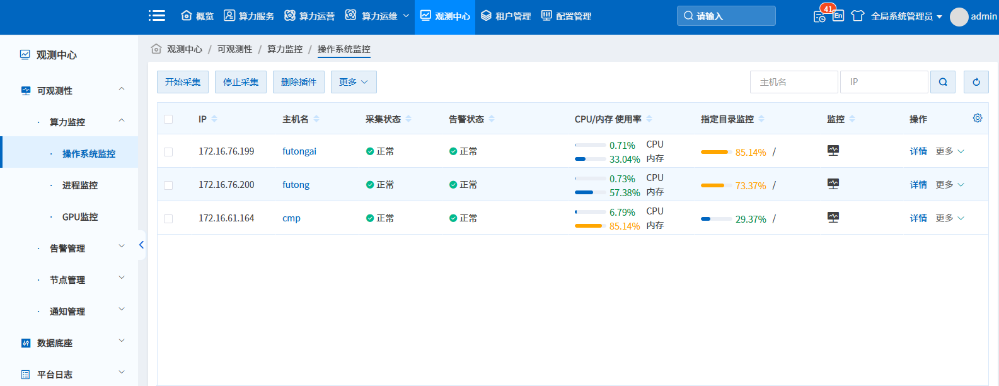 概览 算力服务 算力运营 算力运维 观测中心 租户管理 配置管理 请输入 41 En 全局系统管理员 admin
观测中心
可观测性
算力监控
操作系统监控
进程监控
GPU监控
告警管理
节点管理
通知管理
数据底座
平台日志
观测中心 / 可观测性 / 算力监控 / 操作系统监控
开始采集 停止采集 删除插件 更多 主机名 IP
IP 主机名 采集状态 告警状态 CPU/内存 使用率 指定目录监控 监控 操作
172.16.76.199 futongai 正常 正常 0.71% CPU 85.14% / 详情 更多
33.04% 内存
172.16.76.200 futong 正常 正常 0.73% CPU 73.37% / 详情 更多
57.38% 内存
172.16.61.164 cmp 正常 正常 6.79% CPU 29.37% / 详情 更多
85.14% 内存